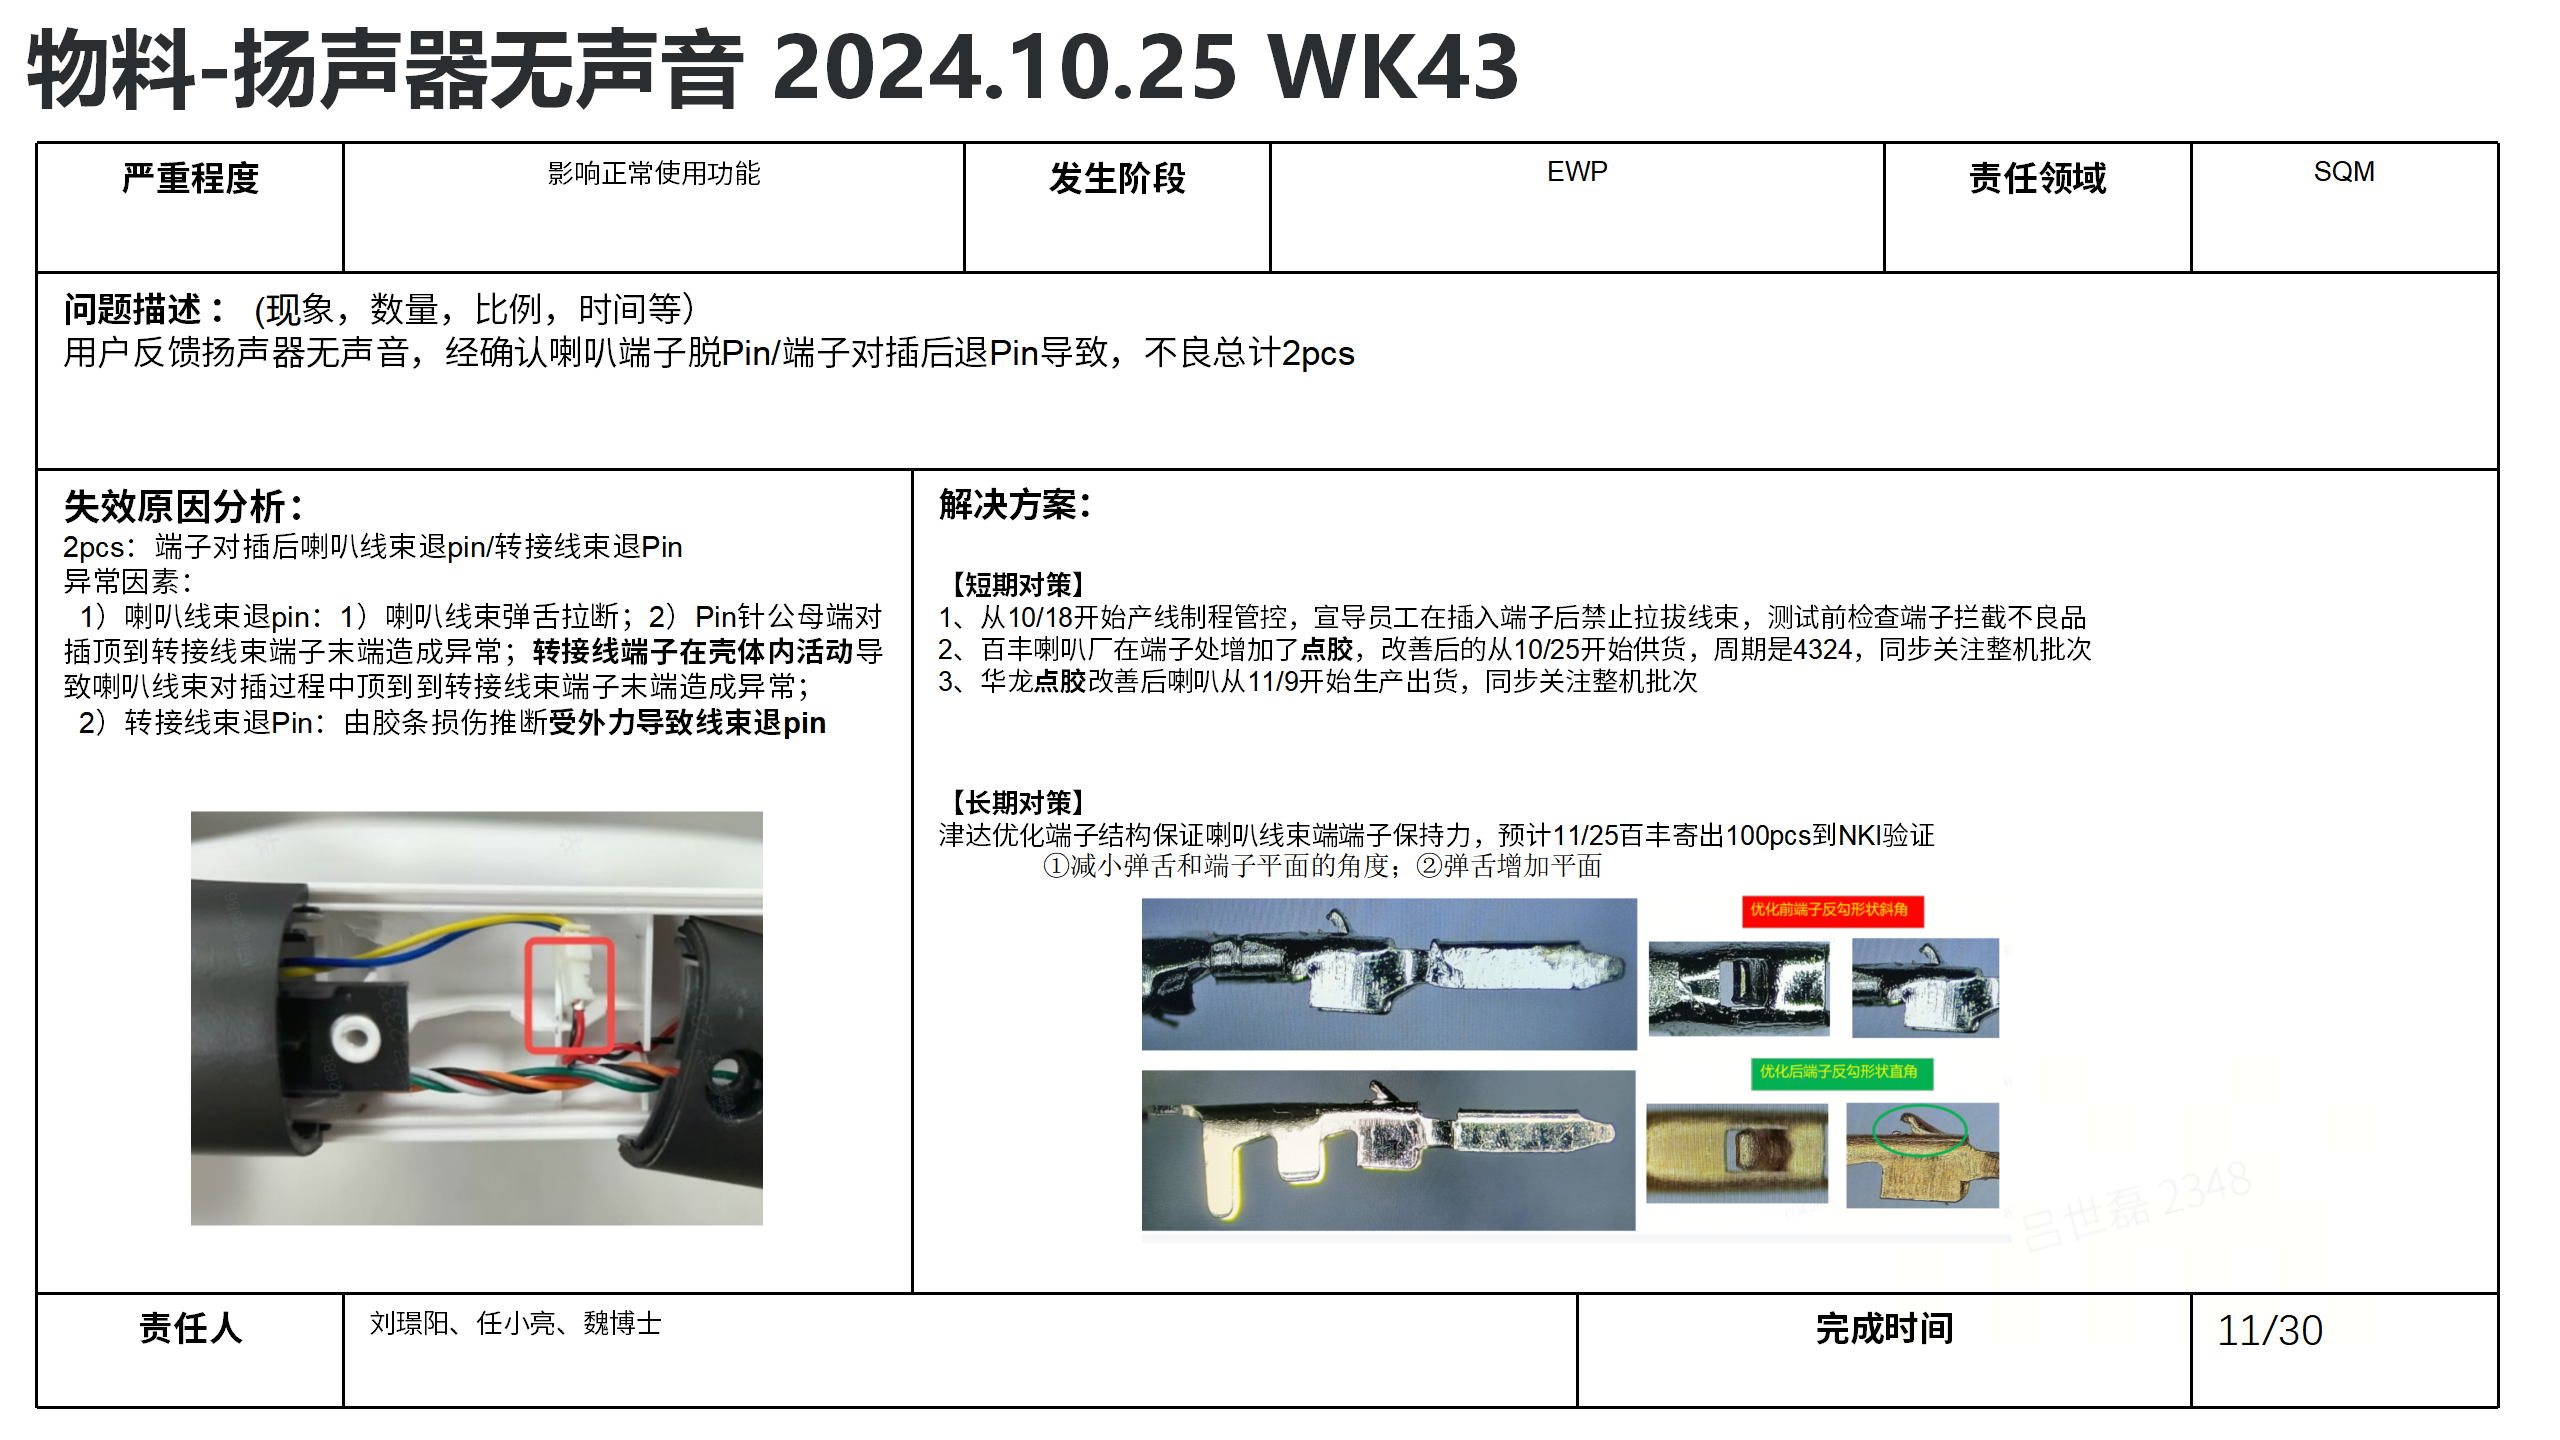 物料-扬声器无声音 2024.10.25 WK43
严重程度
影响正常使用功能
发生阶段
EWP
责任领域
SQM
问题描述： (现象，数量，比例，时间等）
用户反馈扬声器无声音，经确认喇叭端子脱Pin/端子对插后退Pin导致，不良总计2pcs
失效原因分析：
2pcs：端子对插后喇叭线束退pin/转接线束退Pin
异常因素：
1）喇叭线束退pin：1）喇叭线束弹舌拉断；2）Pin针公母端对
插顶到转接线束端子末端造成异常；转接线端子在壳体内活动导
致喇叭线束对插过程中顶到到转接线束端子末端造成异常；
2）转接线束退Pin：由胶条损伤推断受外力导致线束退pin
解决方案：
【短期对策】
1、从10/18开始产线制程管控，宣导员工在插入端子后禁止拉拔线束，测试前检查端子拦截不良品
2、百丰喇叭厂在端子处增加了点胶，改善后的从10/25开始供货，周期是4324，同步关注整机批次
3、华龙点胶改善后喇叭从11/9开始生产出货，同步关注整机批次
【长期对策】
津达优化端子结构保证喇叭线束端端子保持力，预计11/25百丰寄出100pcs到NKI验证
①减小弹舌和端子平面的角度；②弹舌增加平面
优化前端子反勾形状斜角
优化后端子反勾形状直角
吕世磊 2348
责任人
刘璟阳、任小亮、魏博士
完成时间
11/30